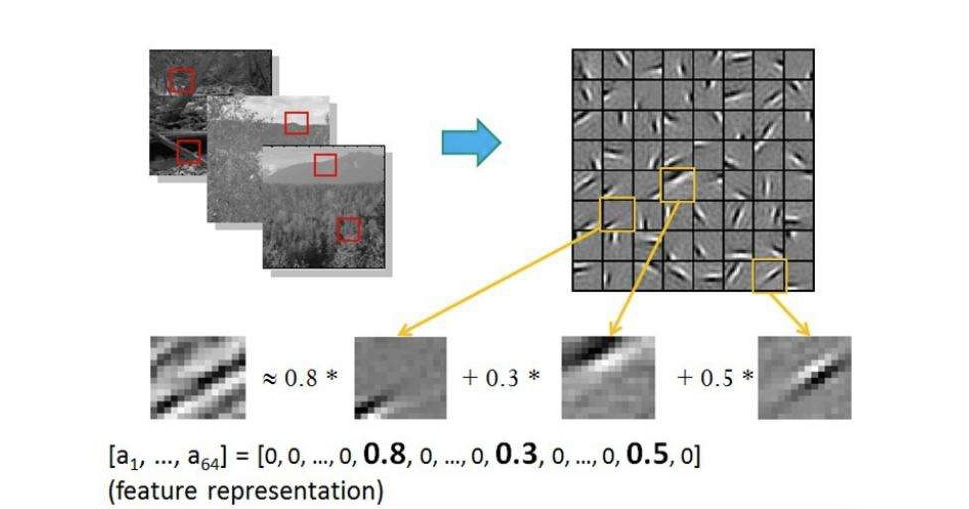 ≈ 0.8 * + 0.3 * + 0.5 *
[a₁, ..., a₆₄] = [0, 0, ..., 0, 0.8, 0, ..., 0, 0.3, 0, ..., 0, 0.5, 0]
(feature representation)